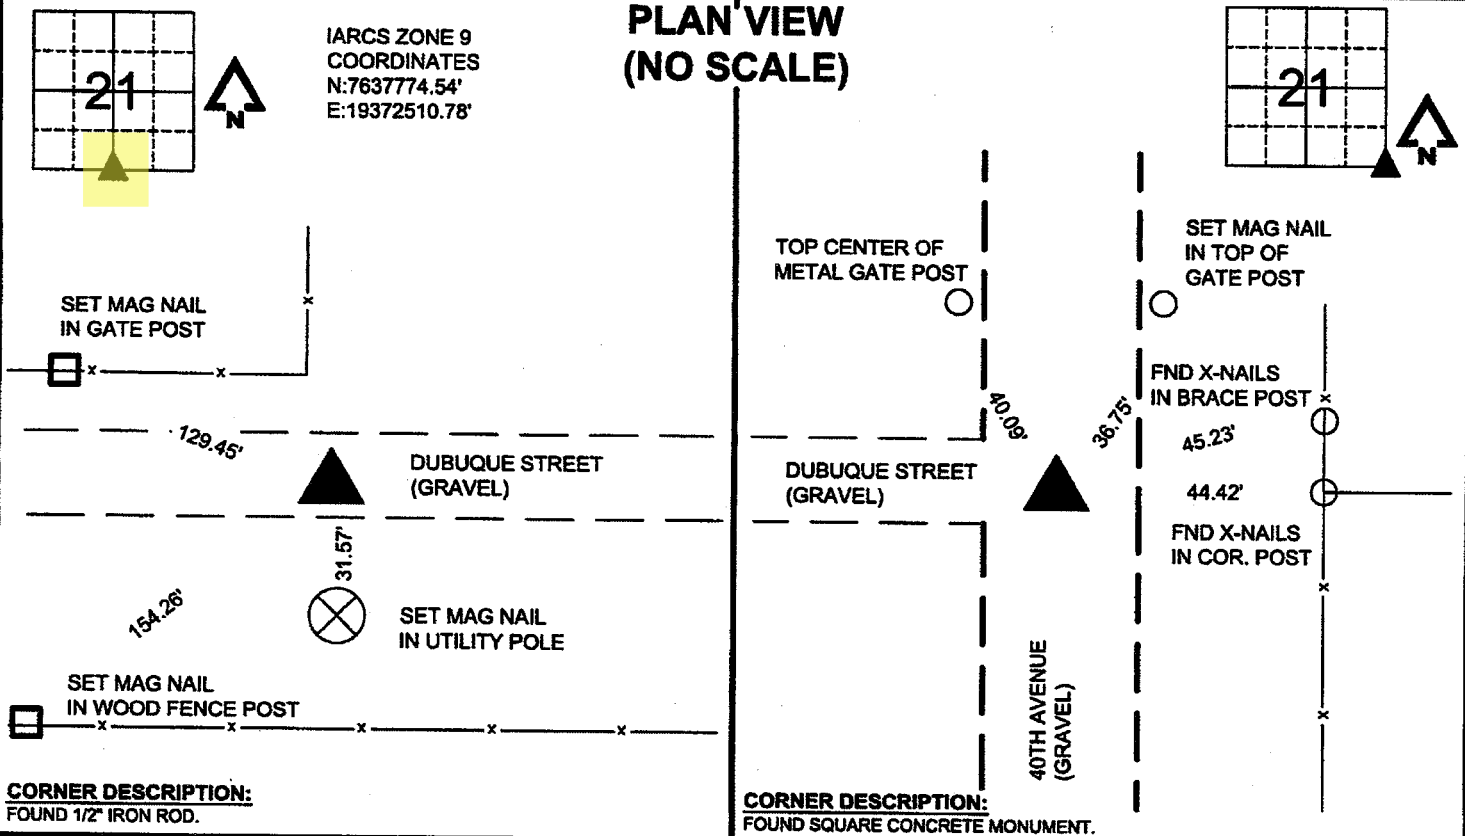 PLAN VIEW
(NO SCALE)
21
N
IARCS ZONE 9
COORDINATES
N:7637774.54'
E:19372510.78'
SET MAG NAIL
IN GATE POST
x
x
x
129.45'
DUBUQUE STREET
(GRAVEL)
31.57'
154.26'
SET MAG NAIL
IN UTILITY POLE
SET MAG NAIL
IN WOOD FENCE POST
x
x
x
x
x
CORNER DESCRIPTION:
FOUND 1/2" IRON ROD.
21
N
TOP CENTER OF
METAL GATE POST
SET MAG NAIL
IN TOP OF
GATE POST
FND X-NAILS
IN BRACE POST
x
40.09'
36.75'
45.23'
DUBUQUE STREET
(GRAVEL)
44.42'
FND X-NAILS
IN COR. POST
x
40TH AVENUE
(GRAVEL)
x
CORNER DESCRIPTION:
FOUND SQUARE CONCRETE MONUMENT.